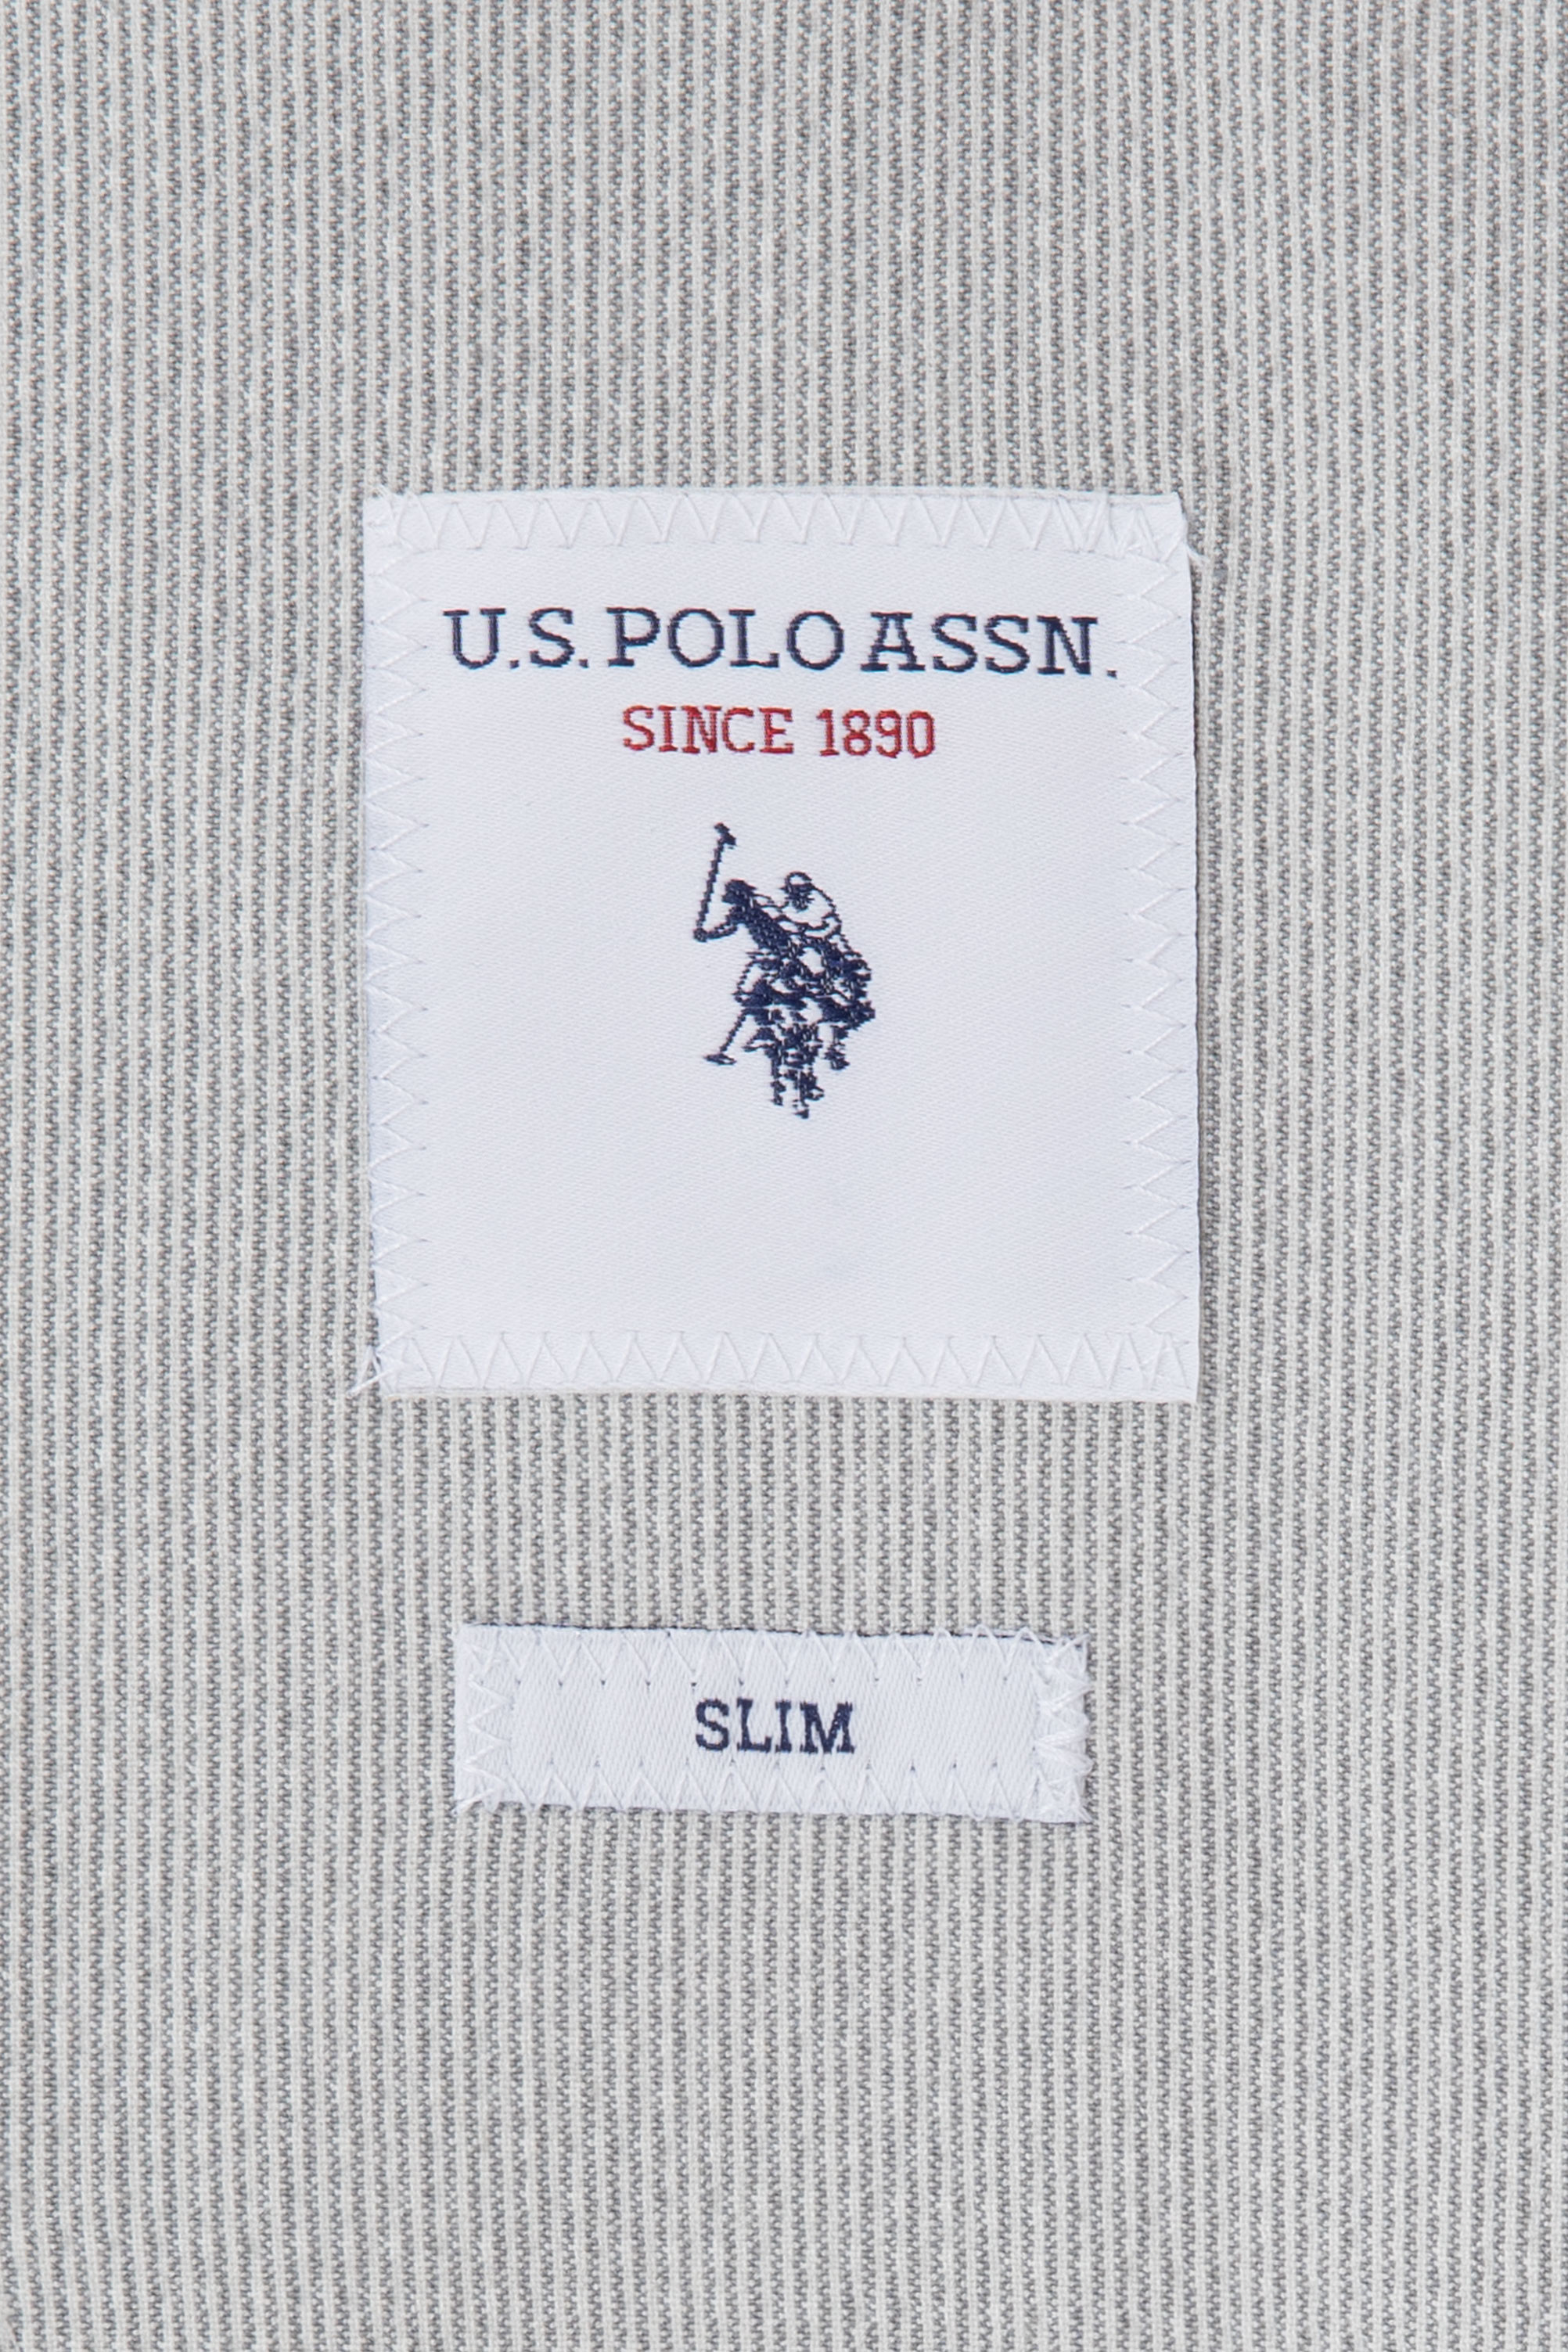 U.S. POLO ASSN.
SINCE 1890
SLIM